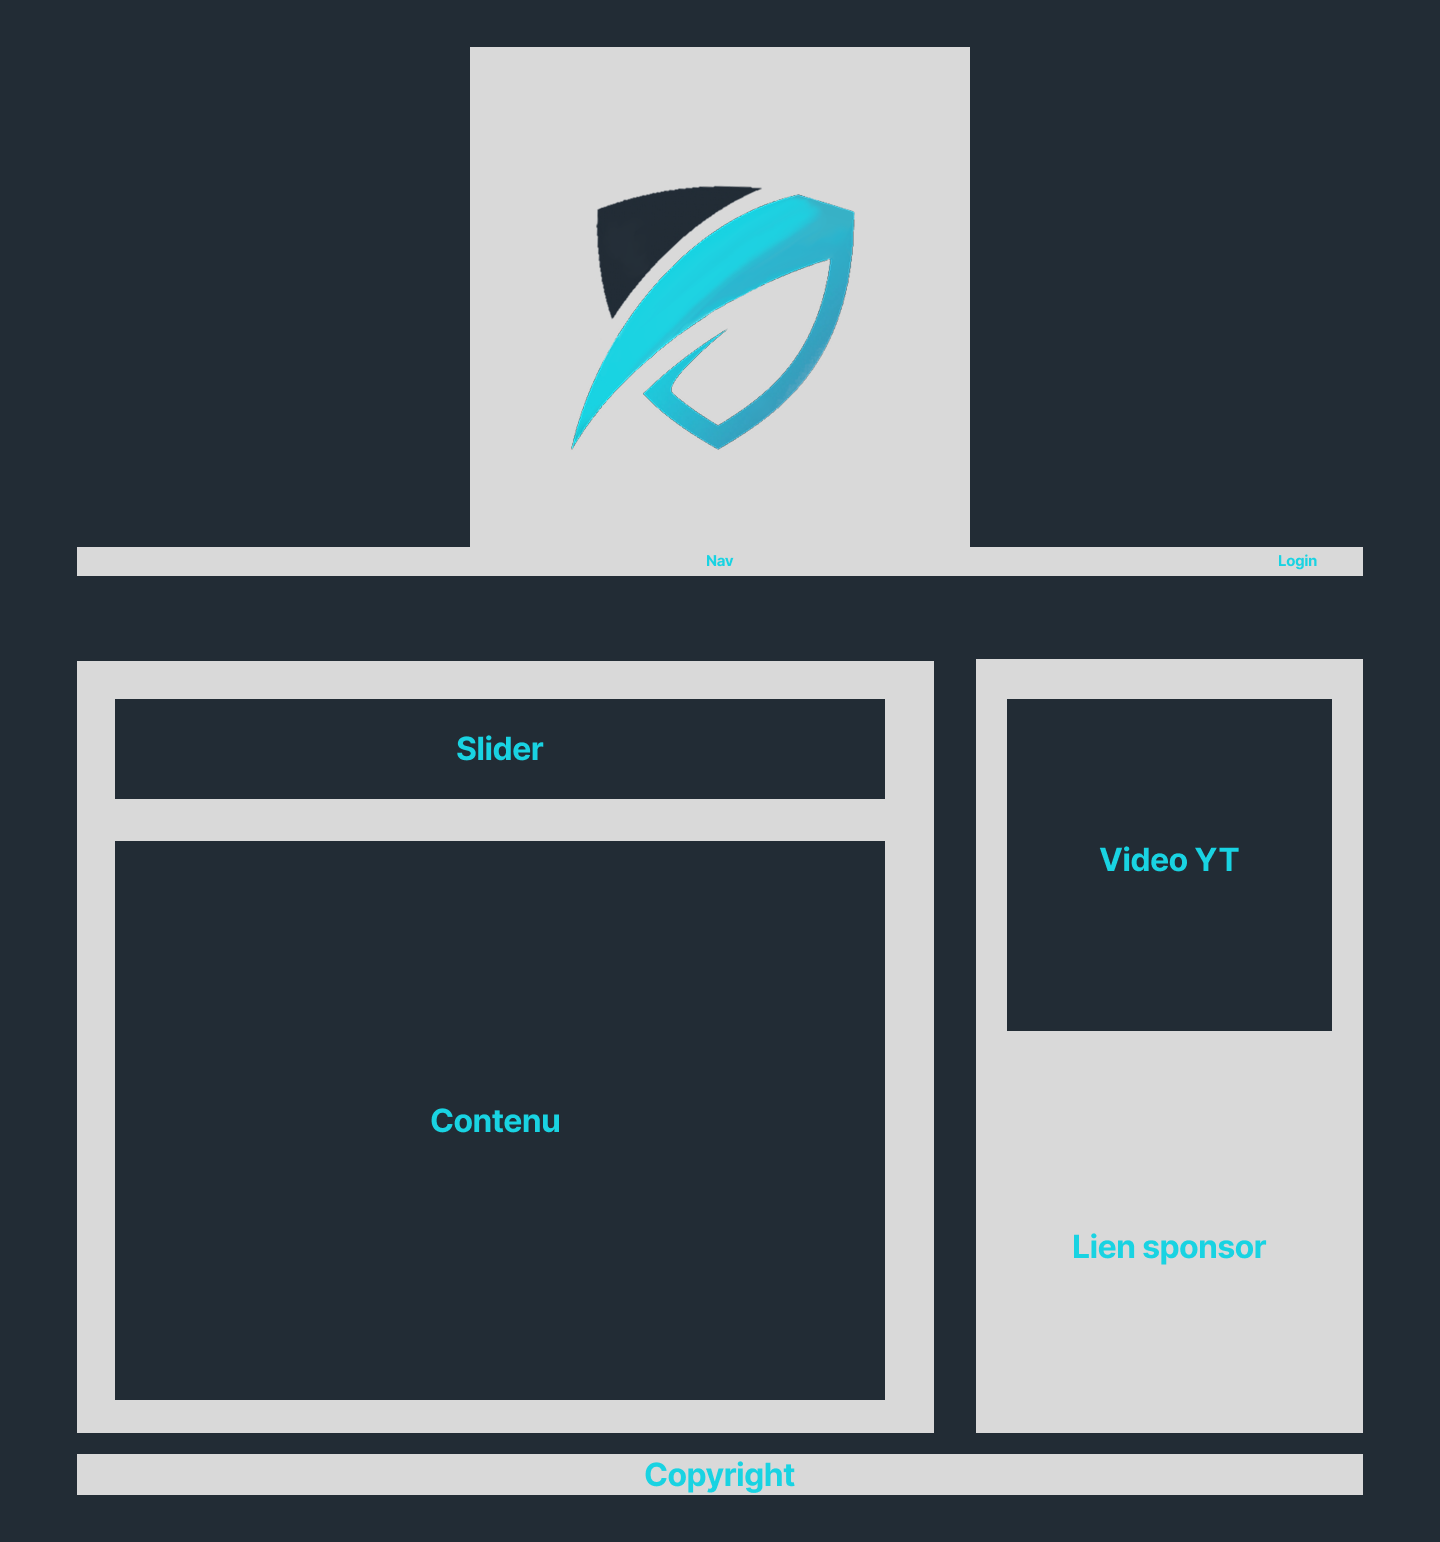 Nav
Login
Slider
Video YT
Contenu
Lien sponsor
Copyright